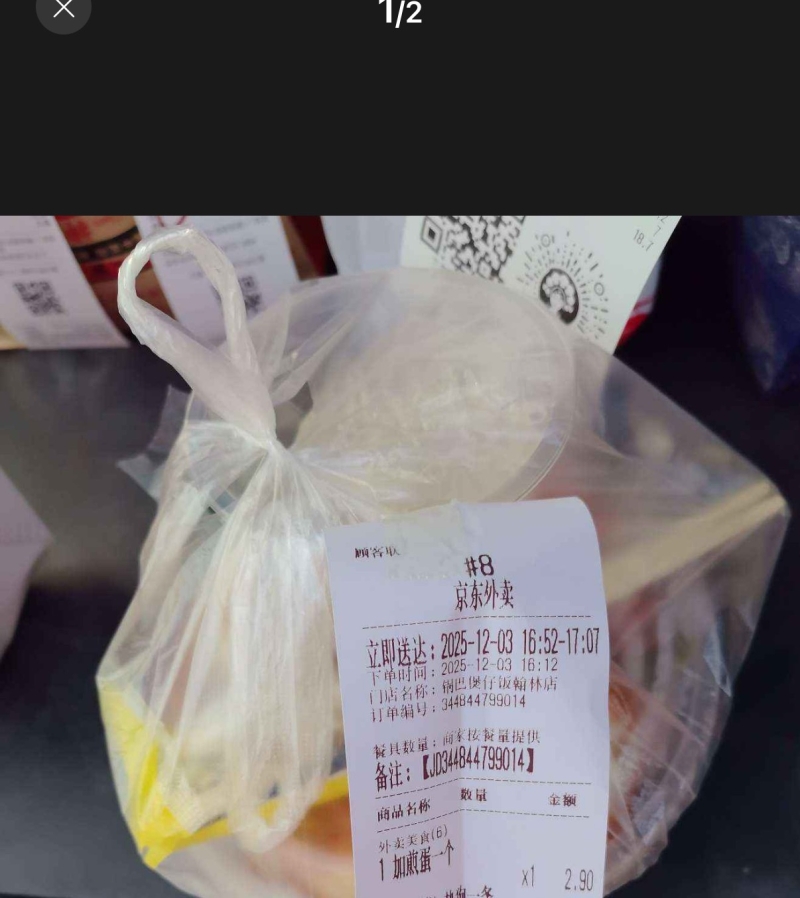 1/2
18.7
顾客联
#8
京东外卖
立即送达：2025-12-03 16:52-17:07
下单时间：2025-12-03 16:12
门店名称：锅巴煲仔饭翰林店
订单编号：344844799014
餐具数量：商家按餐量提供
备注：【JD344844799014】
商品名称 数量 金额
外卖美食(6)
1 加煎蛋一个
x1 2.90